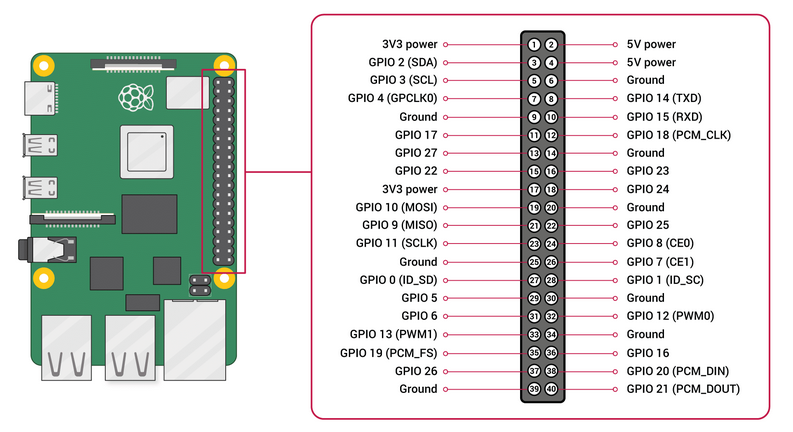 3V3 power 1 2 5V power
GPIO 2 (SDA) 3 4 5V power
GPIO 3 (SCL) 5 6 Ground
GPIO 4 (GPCLK0) 7 8 GPIO 14 (TXD)
Ground 9 10 GPIO 15 (RXD)
GPIO 17 11 12 GPIO 18 (PCM_CLK)
GPIO 27 13 14 Ground
GPIO 22 15 16 GPIO 23
3V3 power 17 18 GPIO 24
GPIO 10 (MOSI) 19 20 Ground
GPIO 9 (MISO) 21 22 GPIO 25
GPIO 11 (SCLK) 23 24 GPIO 8 (CE0)
Ground 25 26 GPIO 7 (CE1)
GPIO 0 (ID_SD) 27 28 GPIO 1 (ID_SC)
GPIO 5 29 30 Ground
GPIO 6 31 32 GPIO 12 (PWM0)
GPIO 13 (PWM1) 33 34 Ground
GPIO 19 (PCM_FS) 35 36 GPIO 16
GPIO 26 37 38 GPIO 20 (PCM_DIN)
Ground 39 40 GPIO 21 (PCM_DOUT)